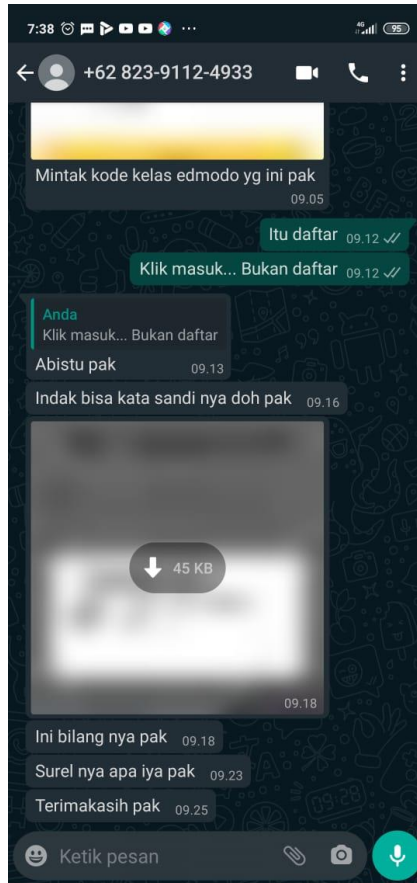 7:38
4G
95
+62 823-9112-4933
Mintak kode kelas edmodo yg ini pak
09.05
Itu daftar 09.12
Klik masuk... Bukan daftar 09.12
Anda
Klik masuk... Bukan daftar
Abistu pak 09.13
Indak bisa kata sandi nya doh pak 09.16
45 KB
09.18
Ini bilang nya pak 09.18
Surel nya apa iya pak 09.23
Terimakasih pak 09.25
Ketik pesan